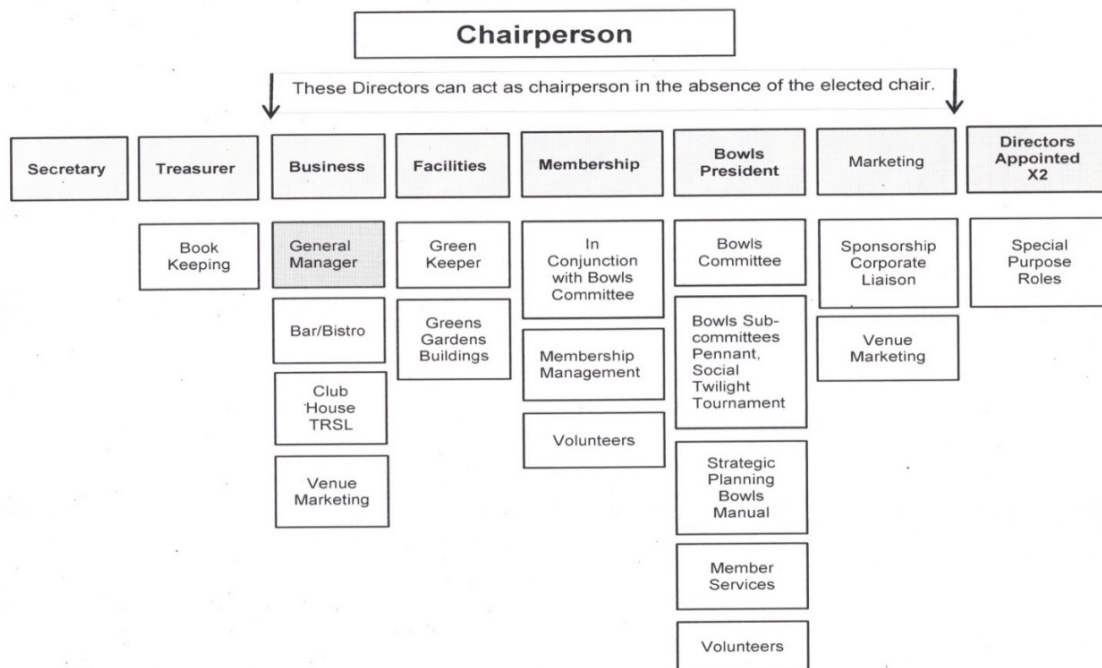 Chairperson
These Directors can act as chairperson in the absence of the elected chair.
Secretary
Treasurer
Business
Facilities
Membership
Bowls
President
Marketing
Directors
Appointed
X2
Book
Keeping
General
Manager
Bar/Bistro
Club
House
TRSL
Venue
Marketing
Green
Keeper
Greens
Gardens
Buildings
In
Conjunction
with Bowls
Committee
Membership
Management
Volunteers
Bowls
Committee
Bowls Sub-
committees
Pennant,
Social
Twilight
Tournament
Strategic
Planning
Bowls
Manual
Member
Services
Volunteers
Sponsorship
Corporate
Liaison
Venue
Marketing
Special
Purpose
Roles